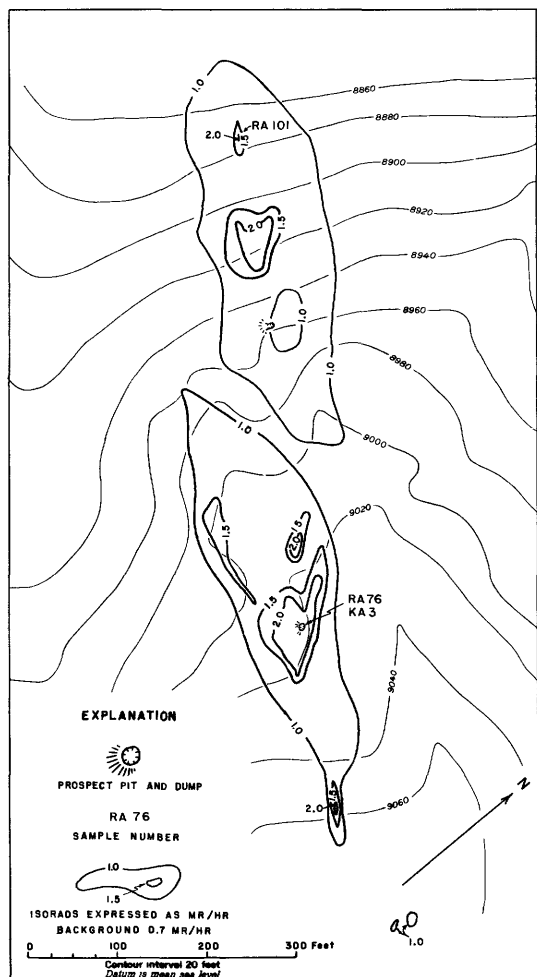 1.0
8860
8880
RA 101
2.0
1.5
8900
8920
2.0
1.5
8940
1.0
8960
1.0
8980
1.0
9000
9020
1.5
1.5
2.0
1.5
2.0
RA 76
KA 3
9040
1.0
1.5
2.0
9060
N
1.0
EXPLANATION
PROSPECT PIT AND DUMP
RA 76
SAMPLE NUMBER
1.0
1.5
ISORADS EXPRESSED AS MR/HR
BACKGROUND 0.7 MR/HR
0 100 200 300 Feet
Contour interval 20 feet
Datum is mean sea level